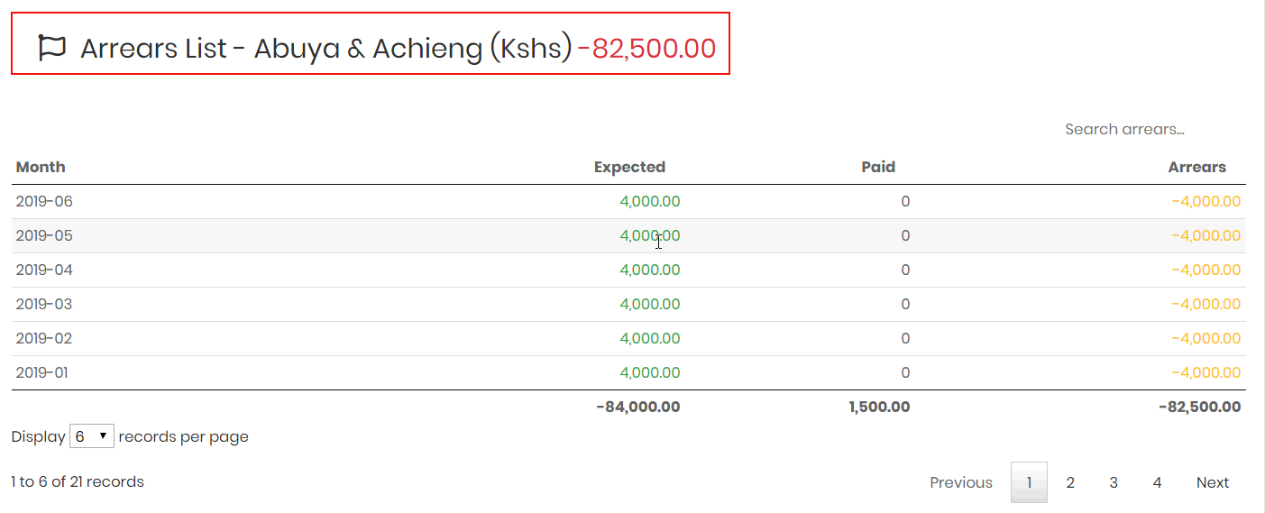 Arrears List - Abuya & Achieng (Kshs) -82,500.00
Search arrears...
Month Expected Paid Arrears
2019-06 4,000.00 0 -4,000.00
2019-05 4,000.00 0 -4,000.00
2019-04 4,000.00 0 -4,000.00
2019-03 4,000.00 0 -4,000.00
2019-02 4,000.00 0 -4,000.00
2019-01 4,000.00 0 -4,000.00
-84,000.00 1,500.00 -82,500.00
Display 6 records per page
1 to 6 of 21 records Previous 1 2 3 4 Next